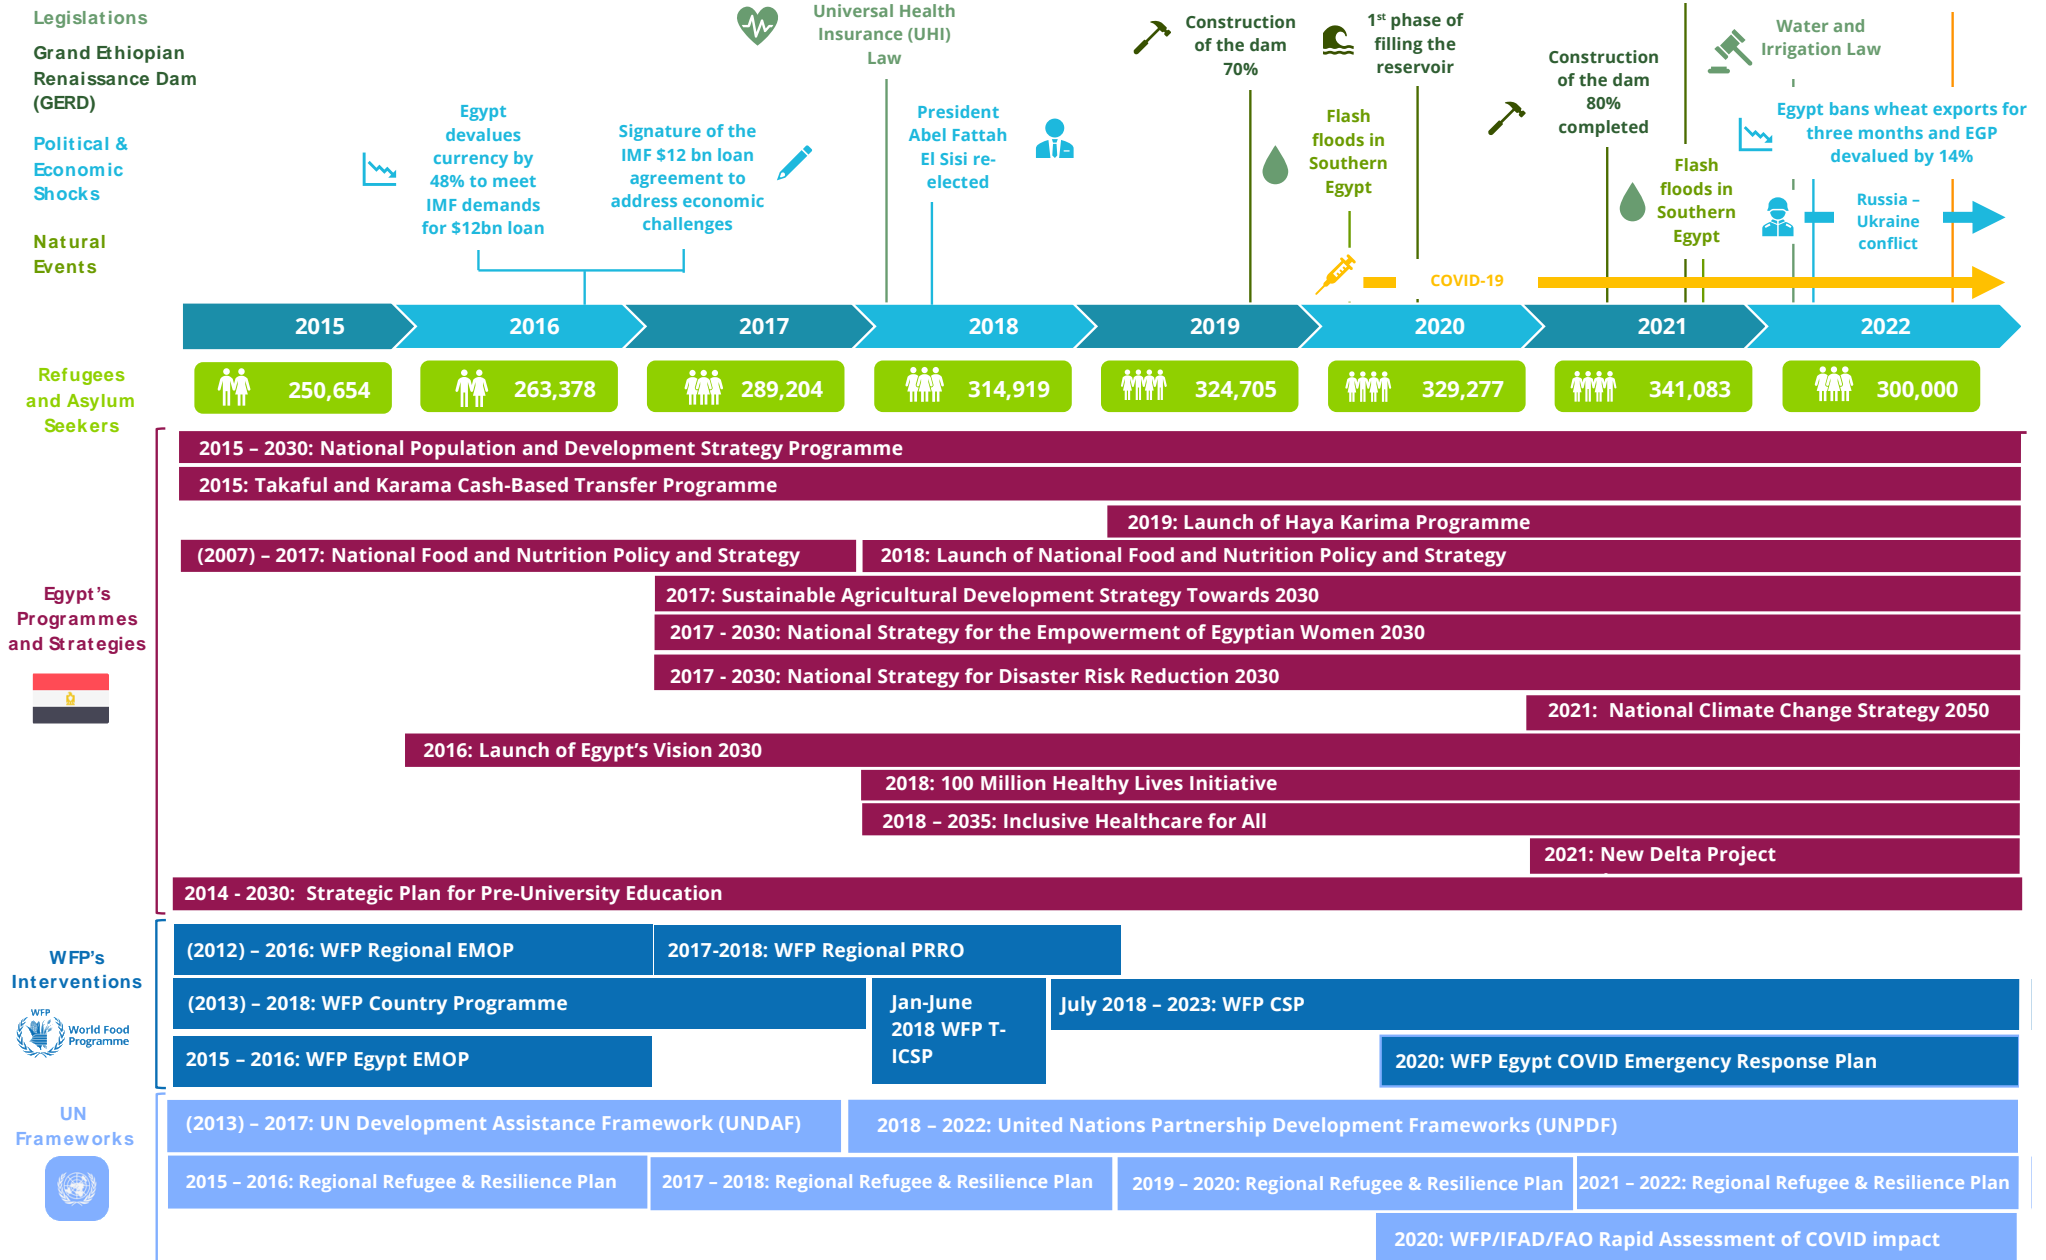 Legislations
Grand Ethiopian
Renaissance Dam
(GERD)
Political &
Economic
Shocks
Natural
Events
Egypt
devalues
currency by
48% to meet
IMF demands
for $12bn loan
Signature of the
IMF $12 bn loan
agreement to
address economic
challenges
Universal Health
Insurance (UHI)
Law
President
Abel Fattah
El Sisi re-
elected
Construction
of the dam
70%
1st phase of
filling the
reservoir
Flash
floods in
Southern
Egypt
Construction
of the dam
80%
completed
Flash
floods in
Southern
Egypt
Water and
Irrigation Law
Egypt bans wheat exports for
three months and EGP
devalued by 14%
Russia –
Ukraine
conflict
COVID-19
2015
2016
2017
2018
2019
2020
2021
2022
Refugees
and Asylum
Seekers
250,654
263,378
289,204
314,919
324,705
329,277
341,083
300,000
Egypt's
Programmes
and Strategies
2015 – 2030: National Population and Development Strategy Programme
2015: Takaful and Karama Cash-Based Transfer Programme
2019: Launch of Haya Karima Programme
(2007) – 2017: National Food and Nutrition Policy and Strategy
2018: Launch of National Food and Nutrition Policy and Strategy
2017: Sustainable Agricultural Development Strategy Towards 2030
2017 - 2030: National Strategy for the Empowerment of Egyptian Women 2030
2017 - 2030: National Strategy for Disaster Risk Reduction 2030
2021: National Climate Change Strategy 2050
2016: Launch of Egypt's Vision 2030
2018: 100 Million Healthy Lives Initiative
2018 – 2035: Inclusive Healthcare for All
2021: New Delta Project
2014 - 2030: Strategic Plan for Pre-University Education
WFP's
Interventions
WFP
World Food
Programme
(2012) – 2016: WFP Regional EMOP
2017-2018: WFP Regional PRRO
(2013) – 2018: WFP Country Programme
Jan-June
2018 WFP T-
ICSP
July 2018 – 2023: WFP CSP
2015 – 2016: WFP Egypt EMOP
2020: WFP Egypt COVID Emergency Response Plan
UN
Frameworks
(2013) – 2017: UN Development Assistance Framework (UNDAF)
2018 – 2022: United Nations Partnership Development Frameworks (UNPDF)
2015 – 2016: Regional Refugee & Resilience Plan
2017 – 2018: Regional Refugee & Resilience Plan
2019 – 2020: Regional Refugee & Resilience Plan
2021 – 2022: Regional Refugee & Resilience Plan
2020: WFP/IFAD/FAO Rapid Assessment of COVID impact